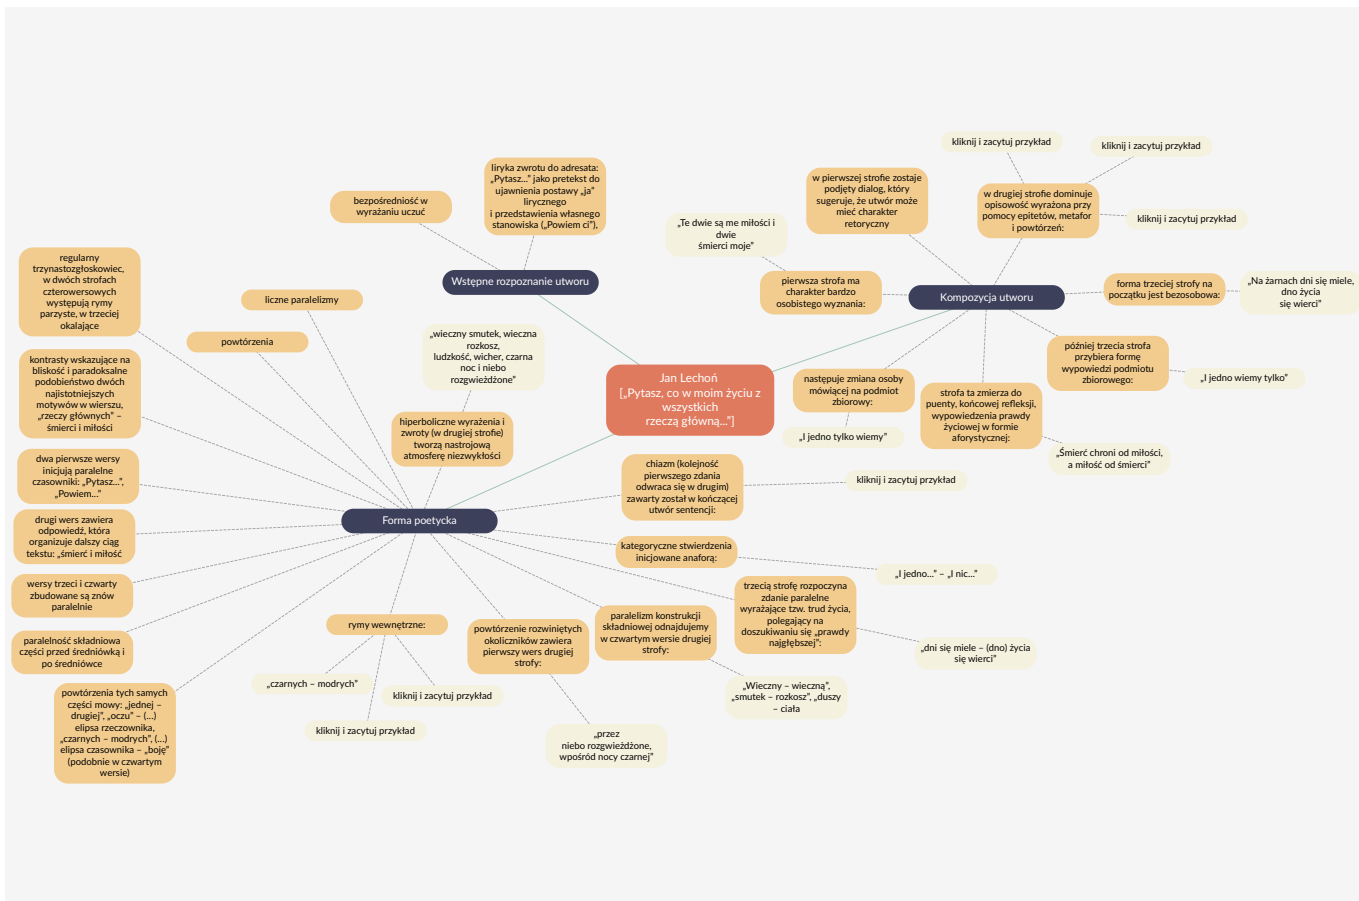 Jan Lechoń
[„Pytasz, co w moim życiu z
wszystkich
rzeczą główną...”]
Wstępne rozpoznanie utworu
bezpośredniość w
wyrażaniu uczuć
liryka zwrotu do adresata:
„Pytasz...” jako pretekst do
ujawnienia postawy „ja”
lirycznego
i przedstawienia własnego
stanowiska („Powiem ci”),
Kompozycja utworu
„Te dwie są me miłości i
dwie
śmierci moje”
pierwsza strofa ma
charakter bardzo
osobistego wyznania:
w pierwszej strofie zostaje
podjęty dialog, który
sugeruje, że utwór może
mieć charakter
retoryczny
kliknij i zacytuj przykład
kliknij i zacytuj przykład
w drugiej strofie dominuje
opisowość wyrażona przy
pomocy epitetów, metafor
i powtórzeń:
kliknij i zacytuj przykład
forma trzeciej strofy na
początku jest bezosobowa:
„Na żarnach dni się miele,
dno życia
się wierci”
później trzecia strofa
przybiera formę
wypowiedzi podmiotu
zbiorowego:
„I jedno wiemy tylko”
następuje zmiana osoby
mówiącej na podmiot
zbiorowy:
„I jedno tylko wiemy”
strofa ta zmierza do
puenty, końcowej refleksji,
wypowiedzenia prawdy
życiowej w formie
aforystycznej:
„Śmierć chroni od miłości,
a miłość od śmierci”
Forma poetycka
regularny
trzynastozgłoskowiec,
w dwóch strofach
czterowersowych
występują rymy
parzyste, w trzeciej
okalające
liczne paralelizmy
powtórzenia
„wieczny smutek, wieczna
rozkosz,
ludzkość, wicher, czarna
noc i niebo
rozgwieżdżone”
hiperboliczne wyrażenia i
zwroty (w drugiej strofie)
tworzą nastrojową
atmosferę niezwykłości
kontrasty wskazujące na
bliskość i paradoksalne
podobieństwo dwóch
najistotniejszych
motywów w wierszu,
„rzeczy głównych” –
śmierci i miłości
dwa pierwsze wersy
inicjują paralelne
czasowniki: „Pytasz...”,
„Powiem...”
drugi wers zawiera
odpowiedź, która
organizuje dalszy ciąg
tekstu: „śmierć i miłość
wersy trzeci i czwarty
zbudowane są znów
paralelnie
paralelność składniowa
części przed średniówką i
po średniówce
powtórzenia tych samych
części mowy: „jednej –
drugiej”, „oczu” – (...)
elipsa rzeczownika,
„czarnych – modrych”, (...)
elipsa czasownika – „boję”
(podobnie w czwartym
wersie)
rymy wewnętrzne:
„czarnych – modrych”
kliknij i zacytuj przykład
kliknij i zacytuj przykład
powtórzenie rozwiniętych
okoliczników zawiera
pierwszy wers drugiej
strofy:
„przez
niebo rozgwieżdżone,
wpośród nocy czarnej”
paralelizm konstrukcji
składniowej odnajdujemy
w czwartym wersie drugiej
strofy:
„Wieczny – wieczną”,
„smutek – rozkosz”, „duszy
– ciała
trzecią strofę rozpoczyna
zdanie paralelne
wyrażające tzw. trud życia,
polegający na
doszukiwaniu się „prawdy
najgłębszej”:
„dni się miele – (dno) życia
się wierci”
kategoryczne stwierdzenia
inicjowane anaforą:
„I jedno...” – „I nic...”
chiazm (kolejność
pierwszego zdania
odwraca się w drugim)
zawarty został w kończącej
utwór sentencji:
kliknij i zacytuj przykład